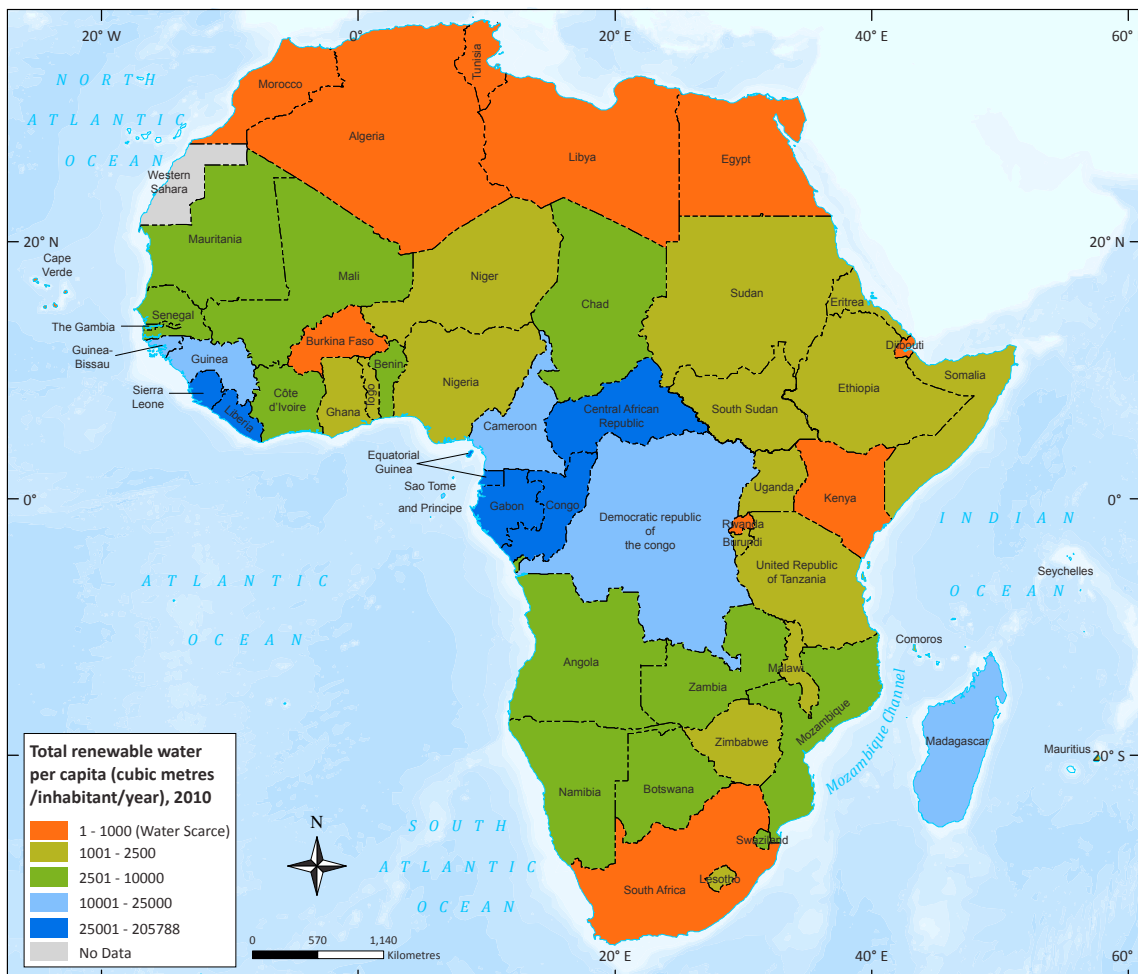 20° W
0°
20° E
40° E
60°
NORTH
ATLANTIC
OCEAN
Morocco
Tunisia
Algeria
Libya
Egypt
Western
Sahara
20° N
20° N
Mauritania
Mali
Niger
Chad
Sudan
Eritrea
Cape
Verde
Senegal
The Gambia
Guinea-
Bissau
Guinea
Sierra
Leone
Liberia
Côte
d'Ivoire
Burkina Faso
Ghana
Togo
Benin
Nigeria
Cameroon
Central African
Republic
South Sudan
Ethiopia
Djibouti
Somalia
Equatorial
Guinea
Sao Tome
and Principe
0°
0°
Gabon
Congo
Democratic republic
of
the congo
Uganda
Kenya
Rwanda
Burundi
United Republic
of Tanzania
INDIAN
OCEAN
Seychelles
ATLANTIC
OCEAN
Comoros
Angola
Zambia
Malawi
Mozambique
Mozambique Channel
Madagascar
Mauritius
20° S
Zimbabwe
Namibia
Botswana
Swaziland
Lesotho
South Africa
SOUTH
ATLANTIC
OCEAN
Total renewable water
per capita (cubic metres
/inhabitant/year), 2010
1 - 1000 (Water Scarce)
1001 - 2500
2501 - 10000
10001 - 25000
25001 - 205788
No Data
N
0 570 1,140
Kilometres
20° W
0°
20° E
40° E
60°